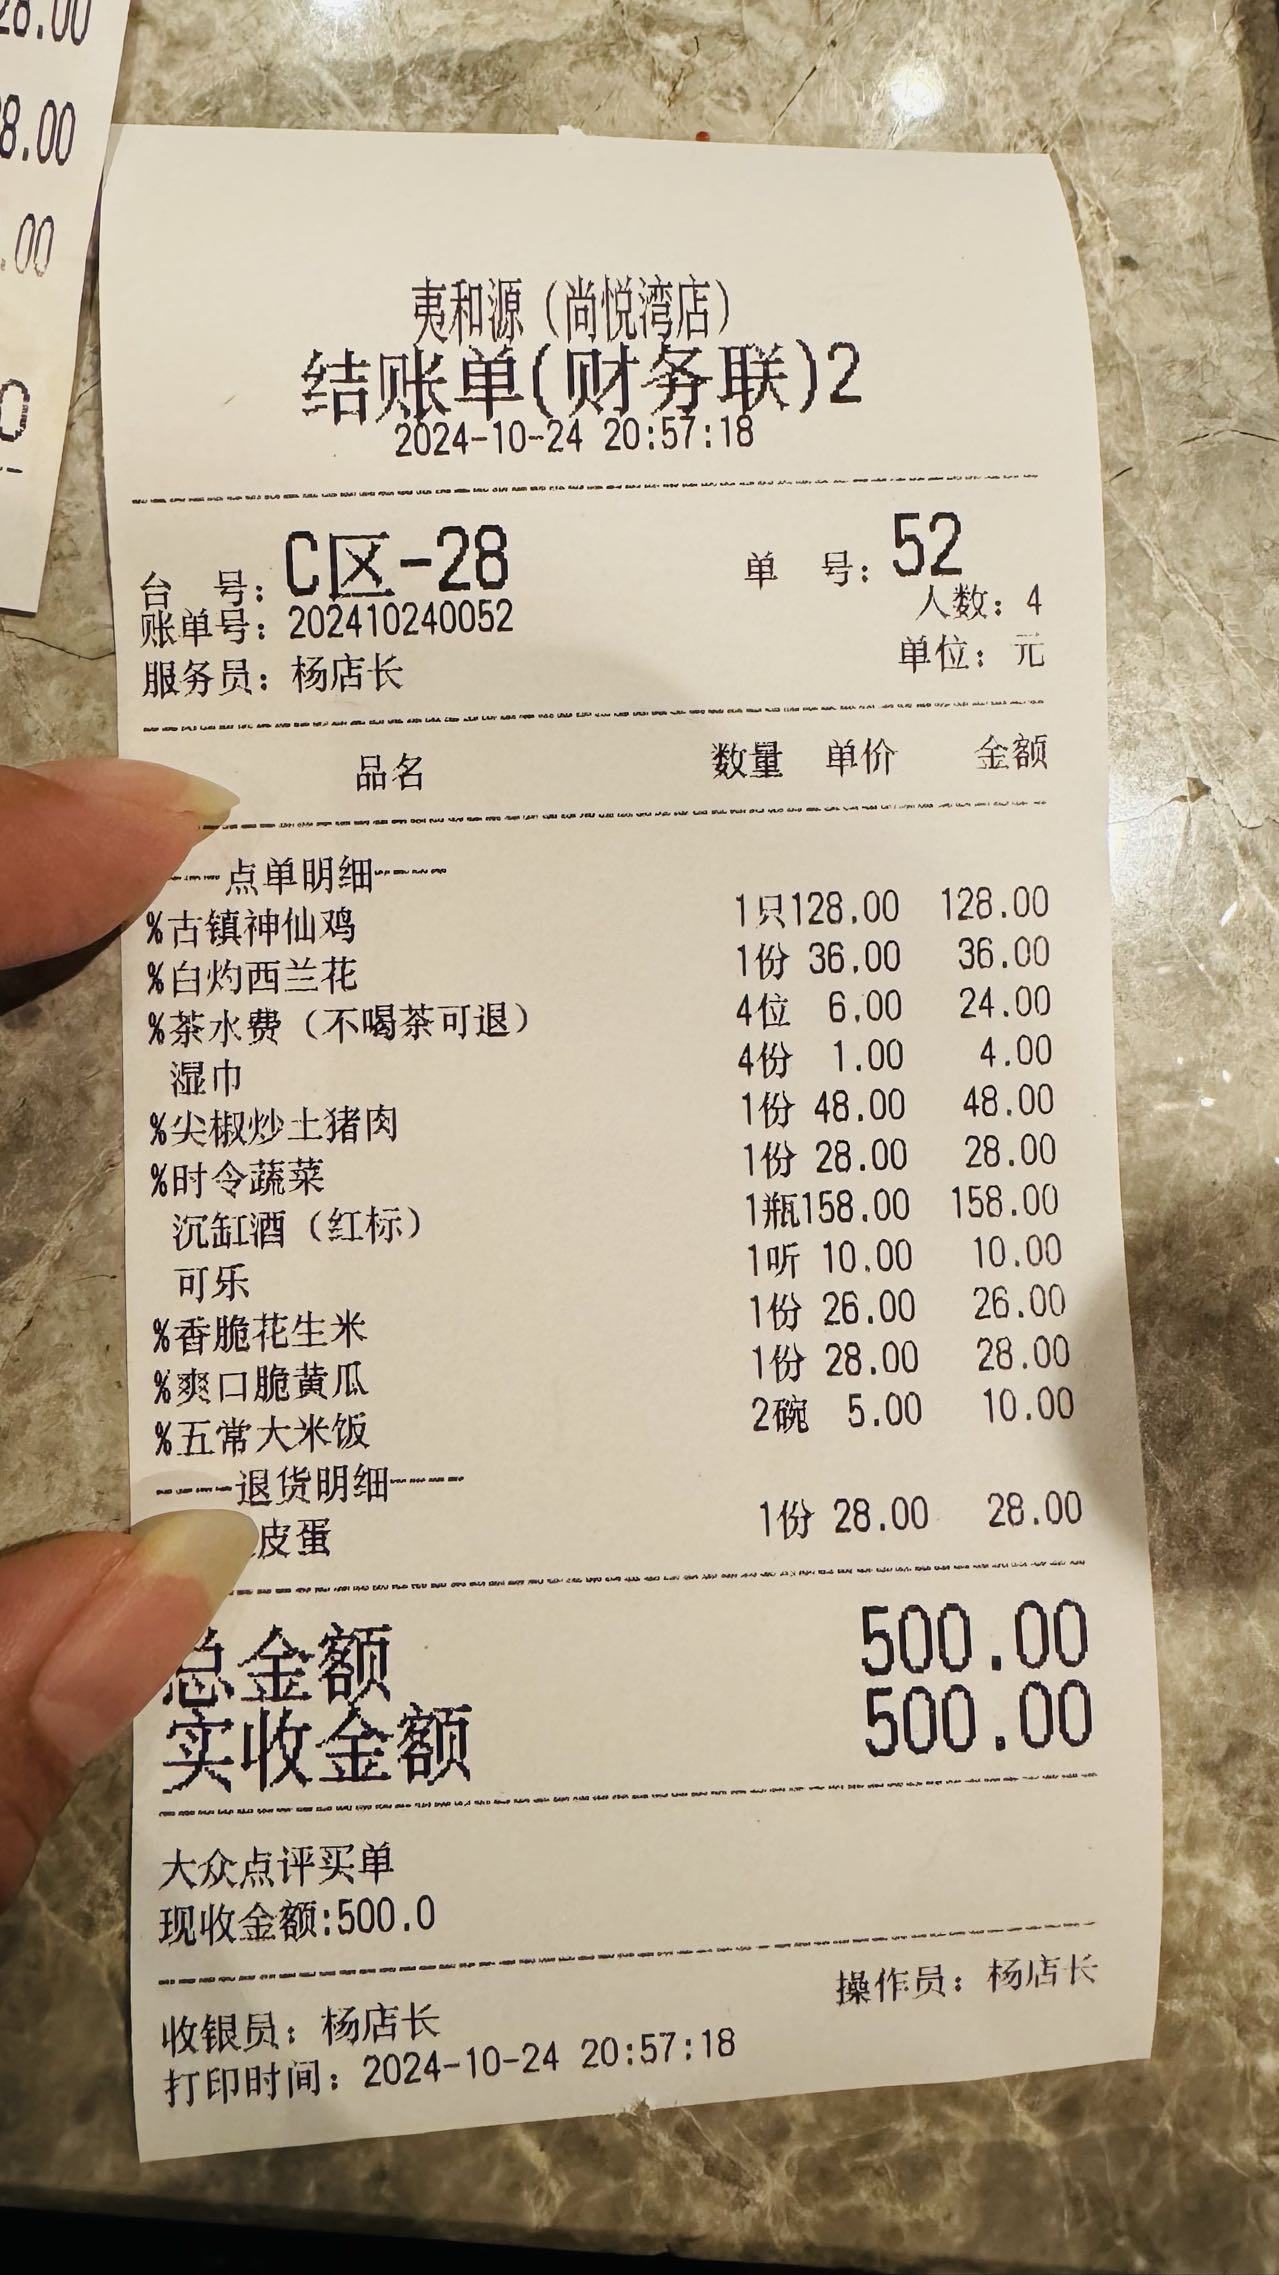 28.00
8.00
.00
0
夷和源（尚悦湾店）
结账单(财务联)2
2024-10-24 20:57:18
台 号：C区-28 单 号：52
人数：4
账单号：202410240052
单位：元
服务员：杨店长
品名 数量 单价 金额
----点单明细----
%古镇神仙鸡 1只128.00 128.00
%白灼西兰花 1份 36.00 36.00
%茶水费（不喝茶可退） 4位 6.00 24.00
湿巾 4份 1.00 4.00
%尖椒炒土猪肉 1份 48.00 48.00
%时令蔬菜 1份 28.00 28.00
沉缸酒（红标） 1瓶158.00 158.00
可乐 1听 10.00 10.00
%香脆花生米 1份 26.00 26.00
%爽口脆黄瓜 1份 28.00 28.00
%五常大米饭 2碗 5.00 10.00
----退货明细----
皮蛋 1份 28.00 28.00
总金额 500.00
实收金额 500.00
大众点评买单
现收金额:500.0
操作员：杨店长
收银员：杨店长
打印时间：2024-10-24 20:57:18